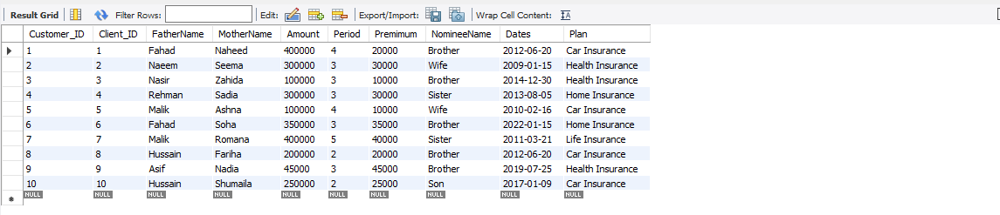 Result Grid Filter Rows: Edit: Export/Import: Wrap Cell Content: IA
Customer_ID Client_ID FatherName MotherName Amount Period Premimum NomineeName Dates Plan
1 1 Fahad Naheed 400000 4 20000 Brother 2012-06-20 Car Insurance
2 2 Naeem Seema 300000 3 30000 Wife 2009-01-15 Health Insurance
3 3 Nasir Zahida 100000 3 10000 Brother 2014-12-30 Health Insurance
4 4 Rehman Sadia 300000 3 30000 Sister 2013-08-05 Home Insurance
5 5 Malik Ashna 100000 4 10000 Wife 2010-02-16 Car Insurance
6 6 Fahad Soha 350000 3 35000 Brother 2022-01-15 Home Insurance
7 7 Malik Romana 400000 5 40000 Sister 2011-03-21 Life Insurance
8 8 Hussain Fariha 200000 2 20000 Brother 2012-06-20 Car Insurance
9 9 Asif Nadia 45000 3 45000 Brother 2019-07-25 Health Insurance
10 10 Hussain Shumaila 250000 2 25000 Son 2017-01-09 Car Insurance
NULL NULL NULL NULL NULL NULL NULL NULL NULL NULL